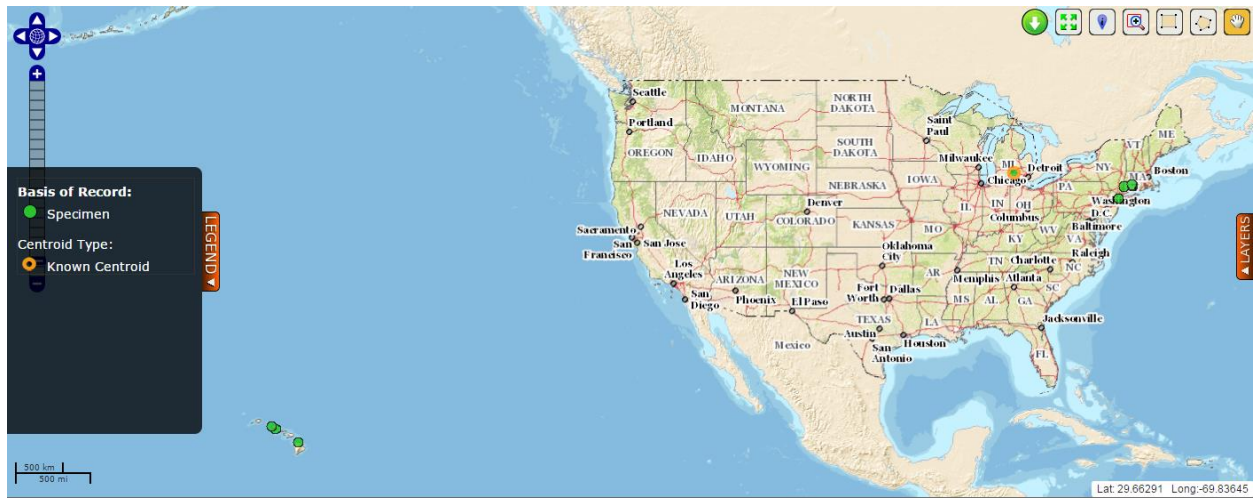 Seattle
Portland
OREGON
IDAHO
MONTANA
WYOMING
NORTH
DAKOTA
SOUTH
DAKOTA
NEBRASKA
Saint
Paul
Milwaukee
IOWA
Chicago
MI
Detroit
NY
VT
ME
MA
Boston
PA
Washington
D.C.
Baltimore
NEVADA
UTAH
Denver
COLORADO
KANSAS
MO
IL
IN
OH
Columbus
WV
VA
KY
Sacramento
San
Francisco
San Jose
Los
Angeles
San
Diego
ARIZONA
Phoenix
NEW
MEXICO
El Paso
Oklahoma
City
AR
TN
Memphis
Charlotte
Raleigh
NC
SC
Atlanta
MS
AL
GA
Fort
Worth
Dallas
TEXAS
Austin
San
Antonio
Houston
LA
Jacksonville
FL
Mexico
Basis of Record:
Specimen
Centroid Type:
Known Centroid
LEGEND
LAYERS
500 km
500 mi
Lat: 29.66291 Long:-69.83645